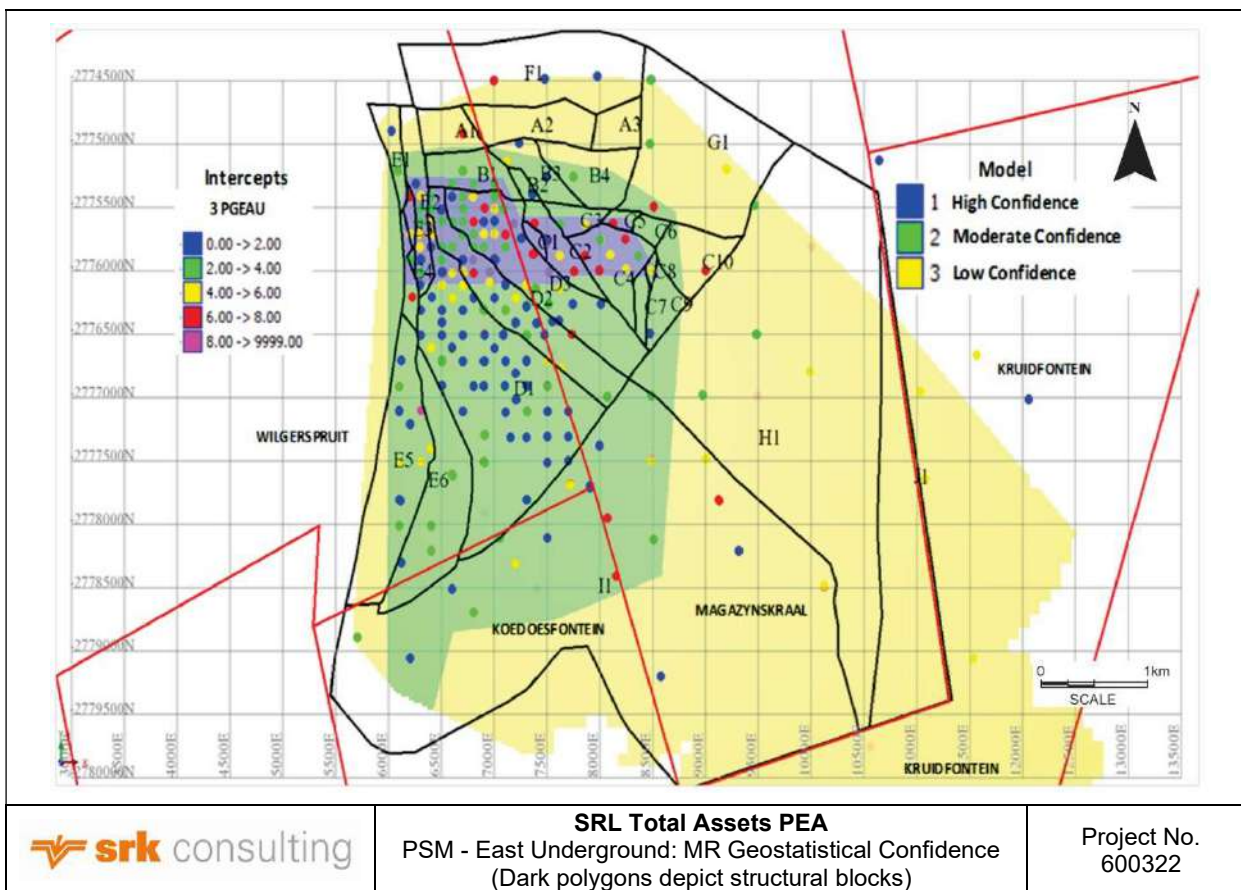 -2774500N
F1
A1
A2
A3
-2775000N
G1
E1
B1
B3
B2
B4
Intercepts
3 PGEAU
0.00 -> 2.00
2.00 -> 4.00
4.00 -> 6.00
6.00 -> 8.00
8.00 -> 9999.00
N
Model
1 High Confidence
2 Moderate Confidence
3 Low Confidence
-2775500N
E2
E3
C3
C5
C6
C1
C2
-2776000N
C4
C8
C10
D3
D2
C7
C9
-2776500N
KRUIDFONTEIN
-2777000N
D1
WILGERSPRUIT
H1
-2777500N
E5
E6
J1
-2778000N
-2778500N
I1
MAGAZYNSKRAAL
KOEDOESFONTEIN
-2779000N
0 1km
SCALE
-2779500N
-2780000N
3500E
4000E
4500E
5000E
5500E
6000E
6500E
7000E
7500E
8000E
8500E
9000E
9500E
10000E
10500E
11000E
12000E
13000E
13500E
KRUIDFONTEIN
srk consulting
SRL Total Assets PEA
PSM - East Underground: MR Geostatistical Confidence
(Dark polygons depict structural blocks)
Project No.
600322